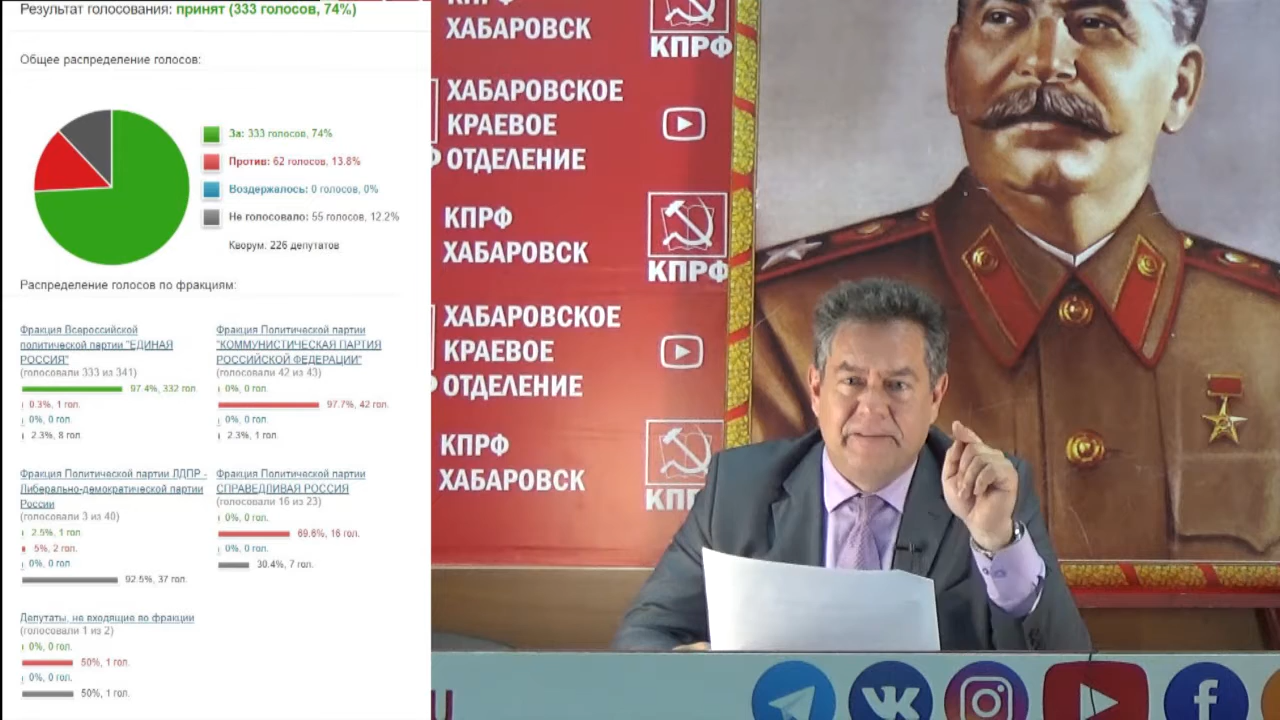 Результат голосования: принят (333 голосов, 74%)
Общее распределение голосов:
За: 333 голосов, 74%
Против: 62 голосов, 13.8%
Воздержалось: 0 голосов, 0%
Не голосовало: 55 голосов, 12.2%
Кворум: 226 депутатов
Распределение голосов по фракциям:
Фракция Всероссийской
политической партии "ЕДИНАЯ
РОССИЯ"
(голосовали 333 из 341)
97.4%, 332 гол.
0.3%, 1 гол.
0%, 0 гол.
2.3%, 8 гол.
Фракция Политической партии
"КОММУНИСТИЧЕСКАЯ ПАРТИЯ
РОССИЙСКОЙ ФЕДЕРАЦИИ"
(голосовали 42 из 43)
0%, 0 гол.
97.7%, 42 гол.
0%, 0 гол.
2.3%, 1 гол.
Фракция Политической партии ЛДПР -
Либерально-демократической партии
России
(голосовали 3 из 40)
2.5%, 1 гол.
5%, 2 гол.
0%, 0 гол.
92.5%, 37 гол.
Фракция Политической партии
СПРАВЕДЛИВАЯ РОССИЯ
(голосовали 16 из 23)
0%, 0 гол.
69.6%, 16 гол.
0%, 0 гол.
30.4%, 7 гол.
Депутаты, не входящие во фракции
(голосовали 1 из 2)
0%, 0 гол.
50%, 1 гол.
0%, 0 гол.
50%, 1 гол.
КПРФ
ХАБАРОВСК
КПРФ
ХАБАРОВСКОЕ
КРАЕВОЕ
ОТДЕЛЕНИЕ
КПРФ
ХАБАРОВСК
КПРФ
ХАБАРОВСКОЕ
КРАЕВОЕ
ОТДЕЛЕНИЕ
КПРФ
ХАБАРОВСК